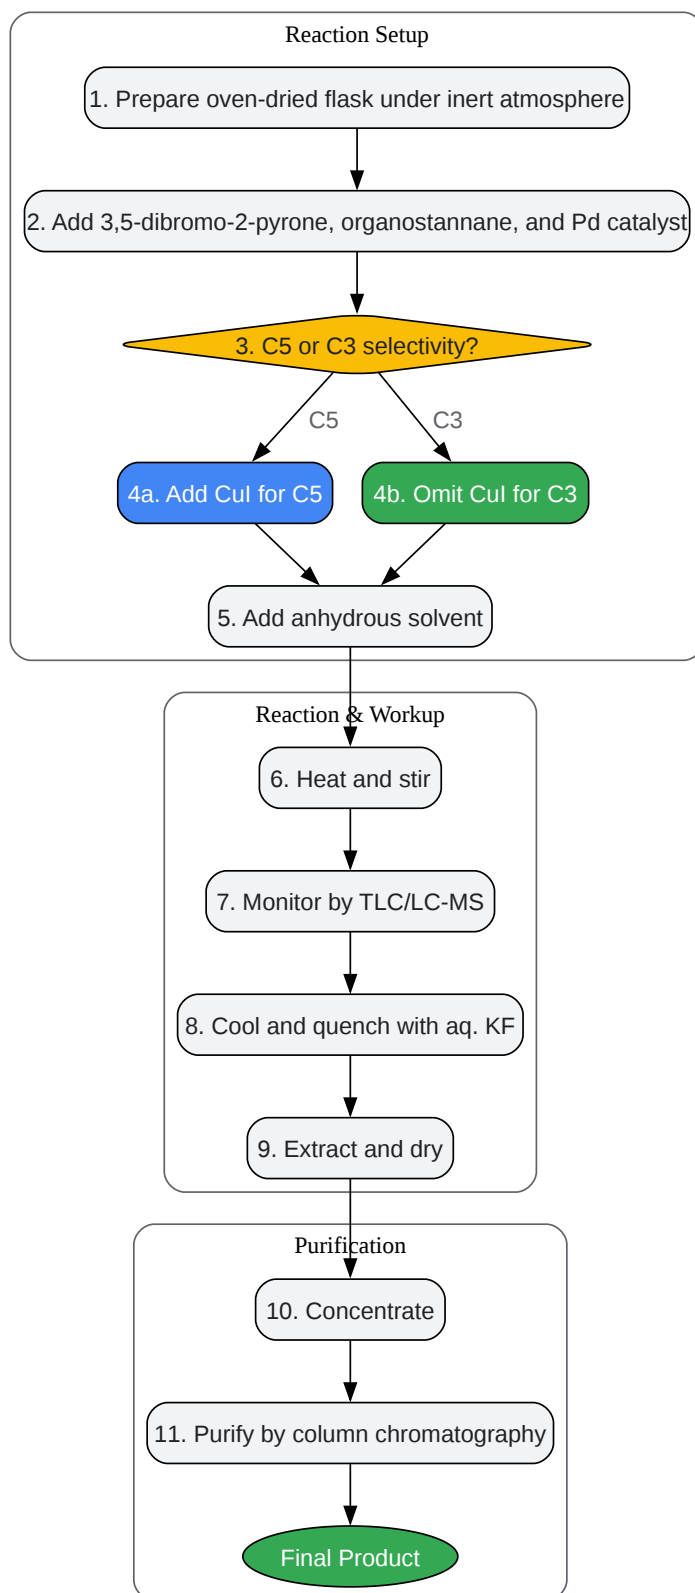 Reaction Setup
1. Prepare oven-dried flask under inert atmosphere
2. Add 3,5-dibromo-2-pyrone, organostannane, and Pd catalyst
3. C5 or C3 selectivity?
C5
C3
4a. Add CuI for C5
4b. Omit CuI for C3
5. Add anhydrous solvent
Reaction & Workup
6. Heat and stir
7. Monitor by TLC/LC-MS
8. Cool and quench with aq. KF
9. Extract and dry
Purification
10. Concentrate
11. Purify by column chromatography
Final Product